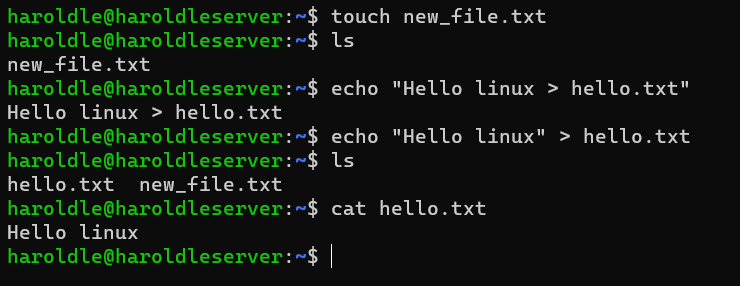 haroldle@haroldleserver:~$ touch new_file.txt
haroldle@haroldleserver:~$ ls
new_file.txt
haroldle@haroldleserver:~$ echo "Hello linux > hello.txt"
Hello linux > hello.txt
haroldle@haroldleserver:~$ echo "Hello linux" > hello.txt
haroldle@haroldleserver:~$ ls
hello.txt  new_file.txt
haroldle@haroldleserver:~$ cat hello.txt
Hello linux
haroldle@haroldleserver:~$